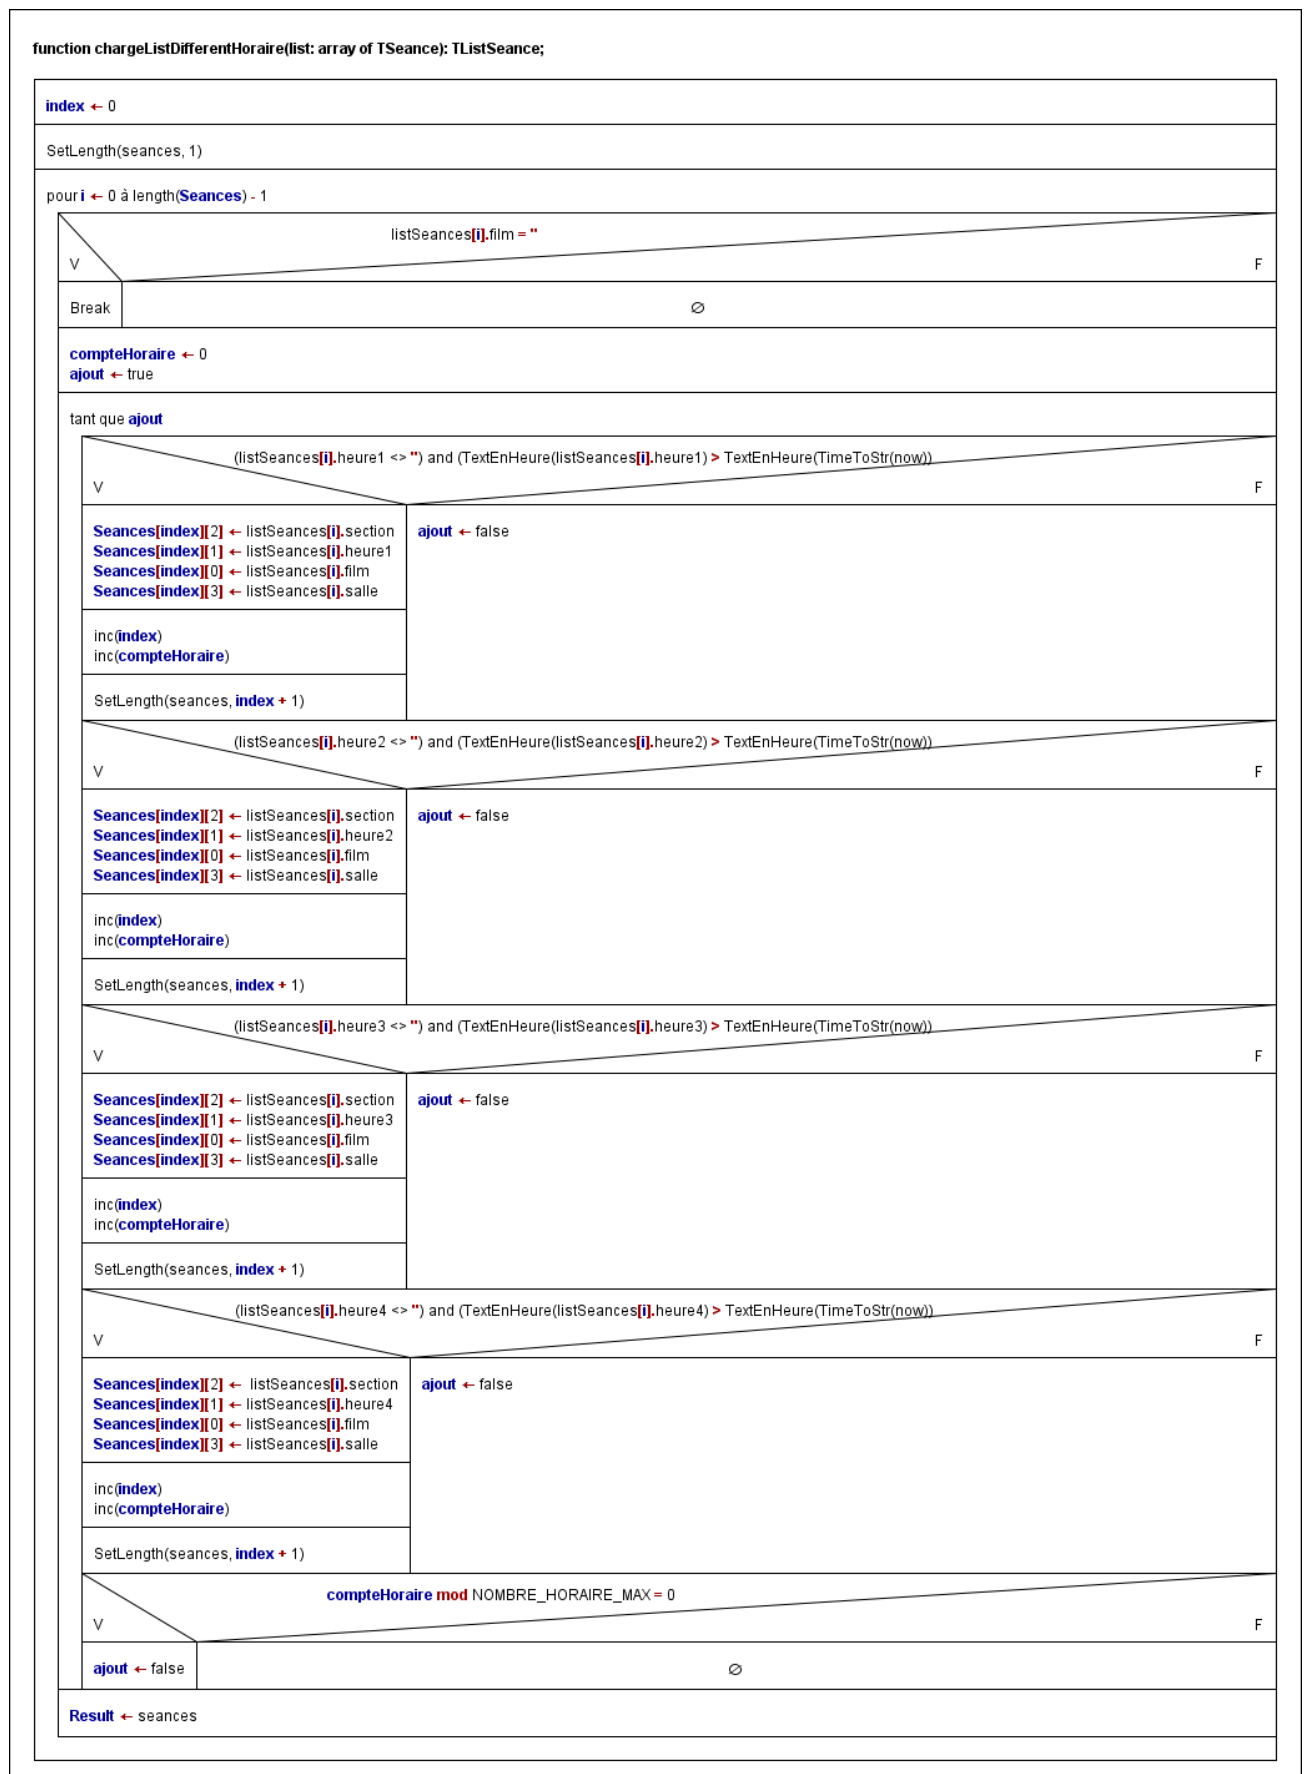 function chargeListDifferentHoraire(list: array of TSeance): TListSeance;
index ← 0
SetLength(seances, 1)
pour i ← 0 à length(Seances) - 1
listSeances[i].film = ''
V
F
Break
∅
compteHoraire ← 0
ajout ← true
tant que ajout
(listSeances[i].heure1 <> '') and (TextEnHeure(listSeances[i].heure1) > TextEnHeure(TimeToStr(now))
V
F
Seances[index][2] ← listSeances[i].section
Seances[index][1] ← listSeances[i].heure1
Seances[index][0] ← listSeances[i].film
Seances[index][3] ← listSeances[i].salle
ajout ← false
inc(index)
inc(compteHoraire)
SetLength(seances, index + 1)
(listSeances[i].heure2 <> '') and (TextEnHeure(listSeances[i].heure2) > TextEnHeure(TimeToStr(now))
V
F
Seances[index][2] ← listSeances[i].section
Seances[index][1] ← listSeances[i].heure2
Seances[index][0] ← listSeances[i].film
Seances[index][3] ← listSeances[i].salle
ajout ← false
inc(index)
inc(compteHoraire)
SetLength(seances, index + 1)
(listSeances[i].heure3 <> '') and (TextEnHeure(listSeances[i].heure3) > TextEnHeure(TimeToStr(now))
V
F
Seances[index][2] ← listSeances[i].section
Seances[index][1] ← listSeances[i].heure3
Seances[index][0] ← listSeances[i].film
Seances[index][3] ← listSeances[i].salle
ajout ← false
inc(index)
inc(compteHoraire)
SetLength(seances, index + 1)
(listSeances[i].heure4 <> '') and (TextEnHeure(listSeances[i].heure4) > TextEnHeure(TimeToStr(now))
V
F
Seances[index][2] ← listSeances[i].section
Seances[index][1] ← listSeances[i].heure4
Seances[index][0] ← listSeances[i].film
Seances[index][3] ← listSeances[i].salle
ajout ← false
inc(index)
inc(compteHoraire)
SetLength(seances, index + 1)
compteHoraire mod NOMBRE_HORAIRE_MAX = 0
V
F
ajout ← false
∅
Result ← seances